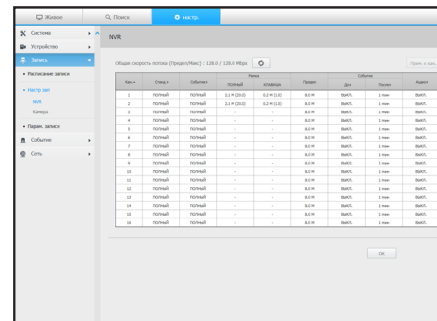 Живое
Поиск
настр.
Система
Устройство
Запись
Расписание записи
Настр зап
NVR
Камера
Парам. записи
Событие
Сеть
NVR
Общая скорость потока [Предел/Макс] : 128.0 / 128.0 Mbps
Прим. к кан.
Кан.
Станд.
Событие
Рамка
Предел
Событие
Аудио
ПОЛНЫЙ
До
После
1 ПОЛНЫЙ ПОЛНЫЙ 2.1 M (20.0) 0.2 M (1.0) 8.0 M ВЫКЛ. 1 мин ВЫКЛ.
2 ПОЛНЫЙ ПОЛНЫЙ 2.1 M (20.0) 0.2 M (1.0) 8.0 M ВЫКЛ. 1 мин ВЫКЛ.
3 ПОЛНЫЙ ПОЛНЫЙ - - 8.0 M ВЫКЛ. 1 мин ВЫКЛ.
4 ПОЛНЫЙ ПОЛНЫЙ - - 8.0 M ВЫКЛ. 1 мин ВЫКЛ.
5 ПОЛНЫЙ ПОЛНЫЙ - - 8.0 M ВЫКЛ. 1 мин ВЫКЛ.
6 ПОЛНЫЙ ПОЛНЫЙ - - 8.0 M ВЫКЛ. 1 мин ВЫКЛ.
7 ПОЛНЫЙ ПОЛНЫЙ - - 8.0 M ВЫКЛ. 1 мин ВЫКЛ.
8 ПОЛНЫЙ ПОЛНЫЙ - - 8.0 M ВЫКЛ. 1 мин ВЫКЛ.
9 ПОЛНЫЙ ПОЛНЫЙ - - 8.0 M ВЫКЛ. 1 мин ВЫКЛ.
10 ПОЛНЫЙ ПОЛНЫЙ - - 8.0 M ВЫКЛ. 1 мин ВЫКЛ.
11 ПОЛНЫЙ ПОЛНЫЙ - - 8.0 M ВЫКЛ. 1 мин ВЫКЛ.
12 ПОЛНЫЙ ПОЛНЫЙ - - 8.0 M ВЫКЛ. 1 мин ВЫКЛ.
13 ПОЛНЫЙ ПОЛНЫЙ - - 8.0 M ВЫКЛ. 1 мин ВЫКЛ.
14 ПОЛНЫЙ ПОЛНЫЙ - - 8.0 M ВЫКЛ. 1 мин ВЫКЛ.
15 ПОЛНЫЙ ПОЛНЫЙ - - 8.0 M ВЫКЛ. 1 мин ВЫКЛ.
16 ПОЛНЫЙ ПОЛНЫЙ - - 8.0 M ВЫКЛ. 1 мин ВЫКЛ.
OK